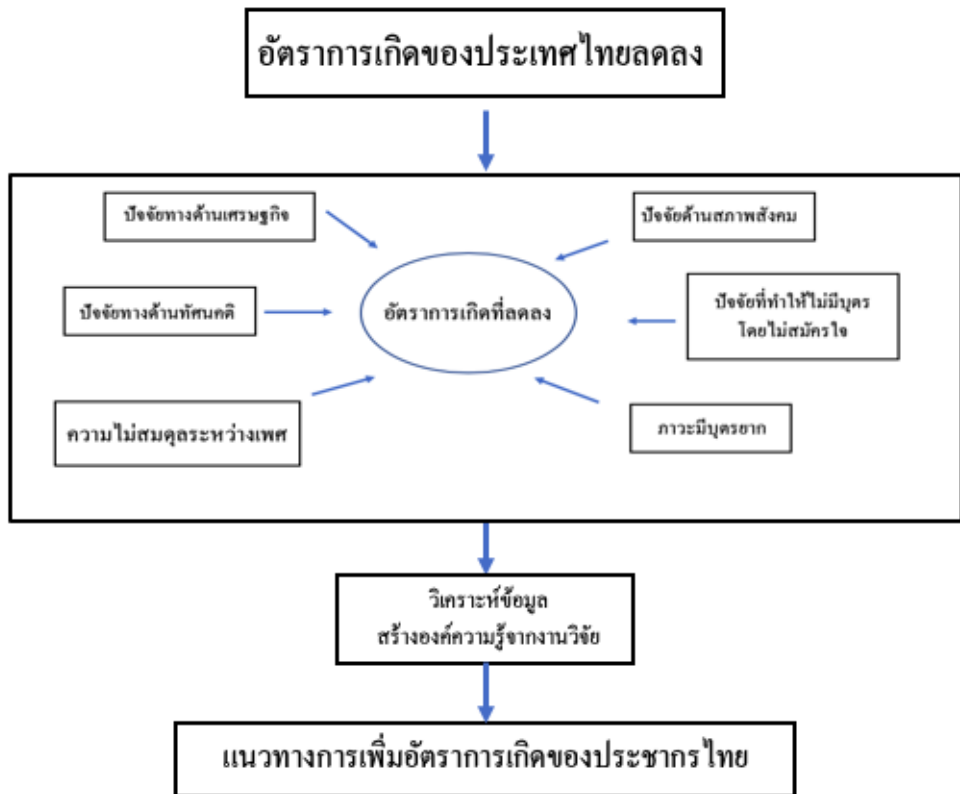 อัตราการเกิดของประเทศไทยลดลง
ปัจจัยทางด้านเศรษฐกิจ
ปัจจัยด้านสภาพสังคม
ปัจจัยทางด้านทัศนคติ
อัตราการเกิดที่ลดลง
ปัจจัยที่ทำให้ไม่มีบุตร
โดยไม่สมัครใจ
ความไม่สมดุลระหว่างเพศ
ภาวะมีบุตรยาก
วิเคราะห์ข้อมูล
สร้างองค์ความรู้จากงานวิจัย
แนวทางการเพิ่มอัตราการเกิดของประชากรไทย